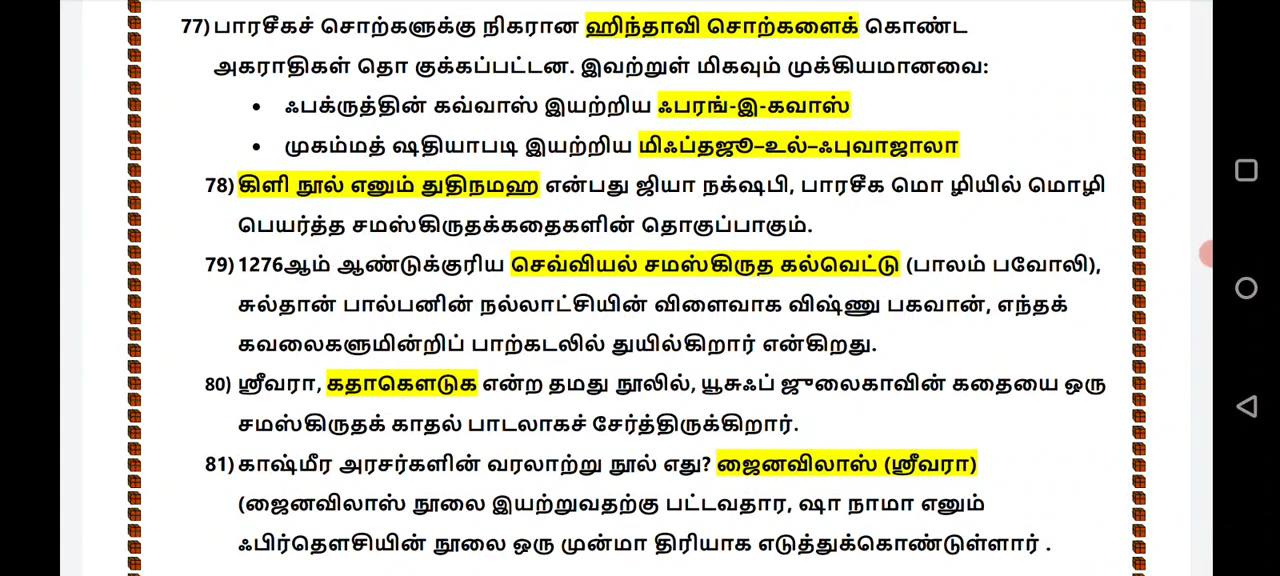 77) பாரசீகச் சொற்களுக்கு நிகரான ஹிந்தாவி சொற்களைக் கொண்ட
அகராதிகள் தொ குக்கப்பட்டன. இவற்றுள் மிகவும் முக்கியமானவை:
• ஃபக்ருத்தின் கவ்வாஸ் இயற்றிய ஃபரங்-இ-கவாஸ்
• முகம்மத் ஷதியாபடி இயற்றிய மிஃப்தஜூ–உல்–ஃபுவாஜாலா
78) கிளி நூல் எனும் துதிநமஹ என்பது ஜியா நக்‌ஷபி, பாரசீக மொ ழியில் மொழி
பெயர்த்த சமஸ்கிருதக்கதைகளின் தொகுப்பாகும்.
79) 1276ஆம் ஆண்டுக்குரிய செவ்வியல் சமஸ்கிருத கல்வெட்டு (பாலம் பவோலி),
சுல்தான் பால்பனின் நல்லாட்சியின் விளைவாக விஷ்ணு பகவான், எந்தக்
கவலைகளுமின்றிப் பாற்கடலில் துயில்கிறார் என்கிறது.
80) ஸ்ரீவரா, கதாகௌடுக என்ற தமது நூலில், யூசுஃப் ஜுலைகாவின் கதையை ஒரு
சமஸ்கிருதக் காதல் பாடலாகச் சேர்த்திருக்கிறார்.
81) காஷ்மீர அரசர்களின் வரலாற்று நூல் எது? ஜைனவிலாஸ் (ஸ்ரீவரா)
(ஜைனவிலாஸ் நூலை இயற்றுவதற்கு பட்டவதார, ஷா நாமா எனும்
ஃபிர்தௌசியின் நூலை ஒரு முன்மா திரியாக எடுத்துக்கொண்டுள்ளார் .